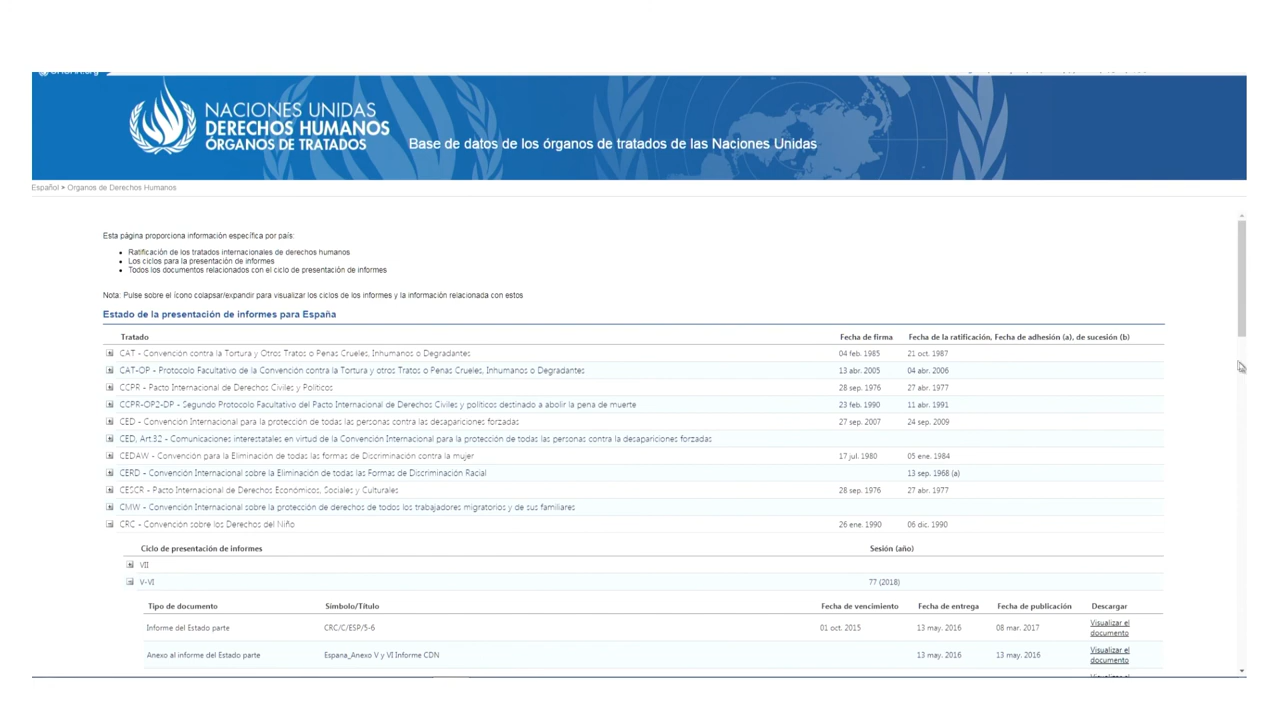 NACIONES UNIDAS
DERECHOS HUMANOS
ÓRGANOS DE TRATADOS
Base de datos de los órganos de tratados de las Naciones Unidas
Español > Organos de Derechos Humanos
Esta página proporciona información específica por país:
Ratificación de los tratados internacionales de derechos humanos
Los ciclos para la presentación de informes
Todos los documentos relacionados con el ciclo de presentación de informes
Nota: Pulse sobre el ícono colapsar/expandir para visualizar los ciclos de los informes y la información relacionada con estos
Estado de la presentación de informes para España
Tratado Fecha de firma Fecha de la ratificación, Fecha de adhesión (a), de sucesión (b)
CAT - Convención contra la Tortura y Otros Tratos o Penas Crueles, Inhumanos o Degradantes 04 feb. 1985 21 oct. 1987
CAT-OP - Protocolo Facultativo de la Convención contra la Tortura y otros Tratos o Penas Crueles, Inhumanos o Degradantes 13 abr. 2005 04 abr. 2006
CCPR - Pacto Internacional de Derechos Civiles y Políticos 28 sep. 1976 27 abr. 1977
CCPR-OP2-DP - Segundo Protocolo Facultativo del Pacto Internacional de Derechos Civiles y políticos destinado a abolir la pena de muerte 23 feb. 1990 11 abr. 1991
CED - Convención Internacional para la protección de todas las personas contra las desapariciones forzadas 27 sep. 2007 24 sep. 2009
CED, Art.32 - Comunicaciones interestatales en virtud de la Convención Internacional para la protección de todas las personas contra la desapariciones forzadas
CEDAW - Convención para la Eliminación de todas las formas de Discriminación contra la mujer 17 jul. 1980 05 ene. 1984
CERD - Convención Internacional sobre la Eliminación de todas las Formas de Discriminación Racial 13 sep. 1968 (a)
CESCR - Pacto Internacional de Derechos Económicos, Sociales y Culturales 28 sep. 1976 27 abr. 1977
CMW - Convención Internacional sobre la protección de derechos de todos los trabajadores migratorios y de sus familiares
CRC - Convención sobre los Derechos del Niño 26 ene. 1990 06 dic. 1990
Ciclo de presentación de informes Sesión (año)
VII
V-VI 77 (2018)
Tipo de documento Símbolo/Título Fecha de vencimiento Fecha de entrega Fecha de publicación Descargar
Informe del Estado parte CRC/C/ESP/5-6 01 oct. 2015 13 may. 2016 08 mar. 2017 Visualizar el
documento
Anexo al informe del Estado parte Espana_Anexo V y VI Informe CDN 13 may. 2016 13 may. 2016 Visualizar el
documento